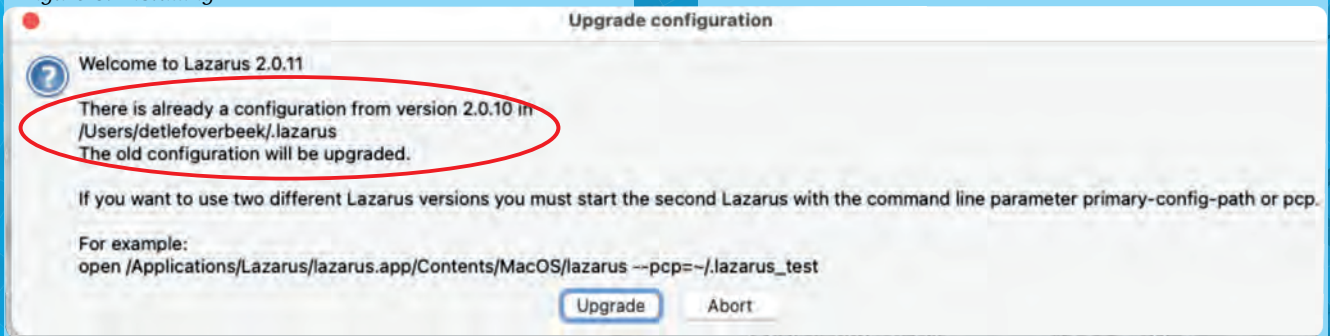 Upgrade configuration
Welcome to Lazarus 2.0.11
There is already a configuration from version 2.0.10 in
/Users/detlefoverbeek/.lazarus
The old configuration will be upgraded.
If you want to use two different Lazarus versions you must start the second Lazarus with the command line parameter primary-config-path or pcp.
For example:
open /Applications/Lazarus/lazarus.app/Contents/MacOS/lazarus --pcp=~/.lazarus_test
Upgrade Abort